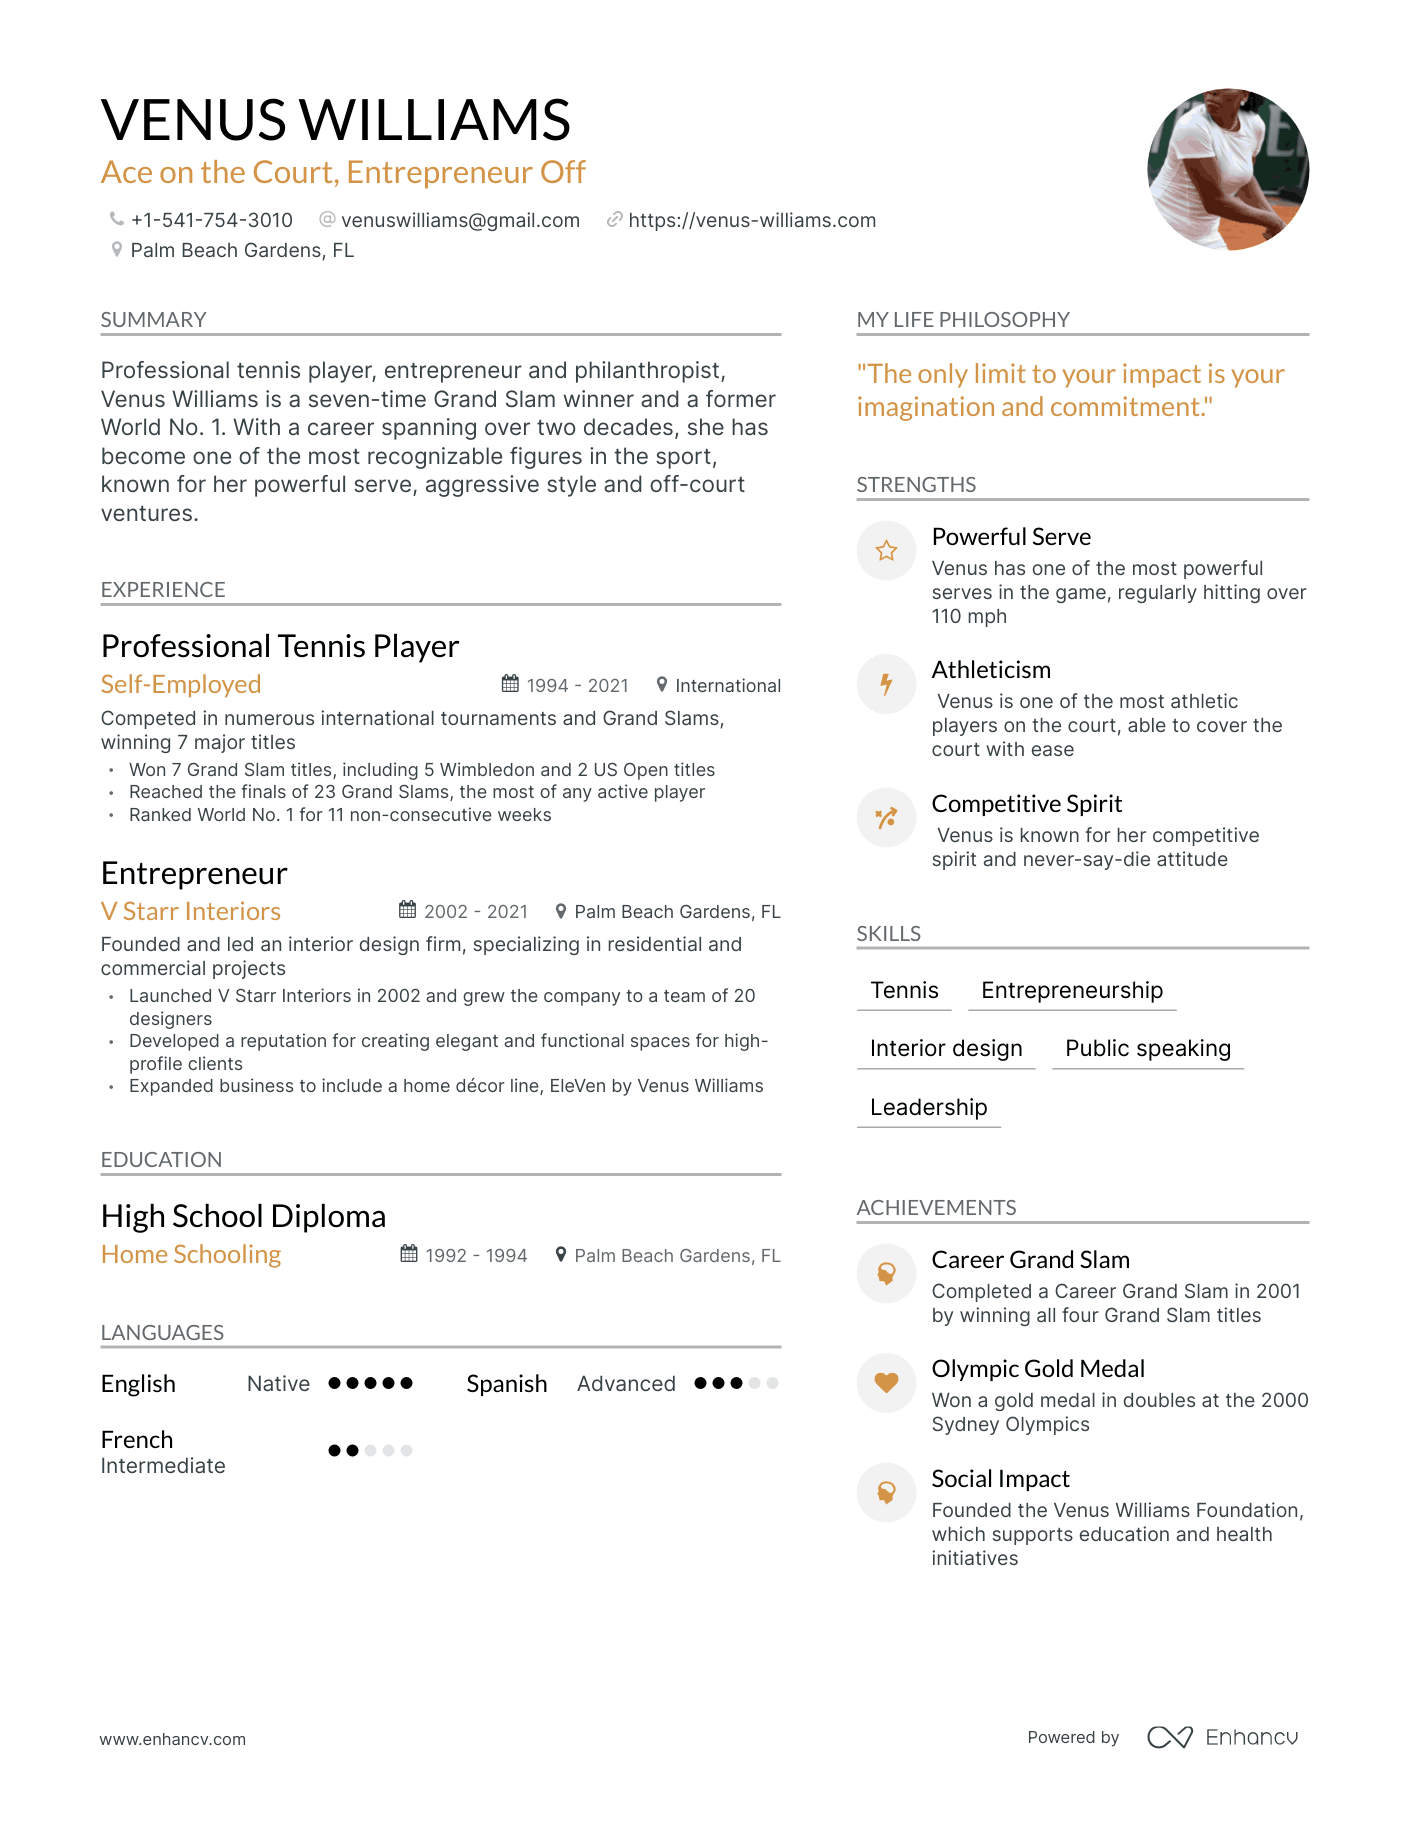 VENUS WILLIAMS
Ace on the Court, Entrepreneur Off
+1-541-754-3010 venuswilliams@gmail.com https://venus-williams.com
Palm Beach Gardens, FL
SUMMARY
Professional tennis player, entrepreneur and philanthropist,
Venus Williams is a seven-time Grand Slam winner and a former
World No. 1. With a career spanning over two decades, she has
become one of the most recognizable figures in the sport,
known for her powerful serve, aggressive style and off-court
ventures.
EXPERIENCE
Professional Tennis Player
Self-Employed 1994 - 2021 International
Competed in numerous international tournaments and Grand Slams,
winning 7 major titles
• Won 7 Grand Slam titles, including 5 Wimbledon and 2 US Open titles
• Reached the finals of 23 Grand Slams, the most of any active player
• Ranked World No. 1 for 11 non-consecutive weeks
Entrepreneur
V Starr Interiors 2002 - 2021 Palm Beach Gardens, FL
Founded and led an interior design firm, specializing in residential and
commercial projects
• Launched V Starr Interiors in 2002 and grew the company to a team of 20
designers
• Developed a reputation for creating elegant and functional spaces for high-
profile clients
• Expanded business to include a home décor line, EleVen by Venus Williams
EDUCATION
High School Diploma
Home Schooling 1992 - 1994 Palm Beach Gardens, FL
LANGUAGES
English Native Spanish Advanced
French
Intermediate
MY LIFE PHILOSOPHY
"The only limit to your impact is your
imagination and commitment."
STRENGTHS
Powerful Serve
Venus has one of the most powerful
serves in the game, regularly hitting over
110 mph
Athleticism
Venus is one of the most athletic
players on the court, able to cover the
court with ease
Competitive Spirit
Venus is known for her competitive
spirit and never-say-die attitude
SKILLS
Tennis Entrepreneurship
Interior design Public speaking
Leadership
ACHIEVEMENTS
Career Grand Slam
Completed a Career Grand Slam in 2001
by winning all four Grand Slam titles
Olympic Gold Medal
Won a gold medal in doubles at the 2000
Sydney Olympics
Social Impact
Founded the Venus Williams Foundation,
which supports education and health
initiatives
www.enhancv.com
Powered by Enhancv